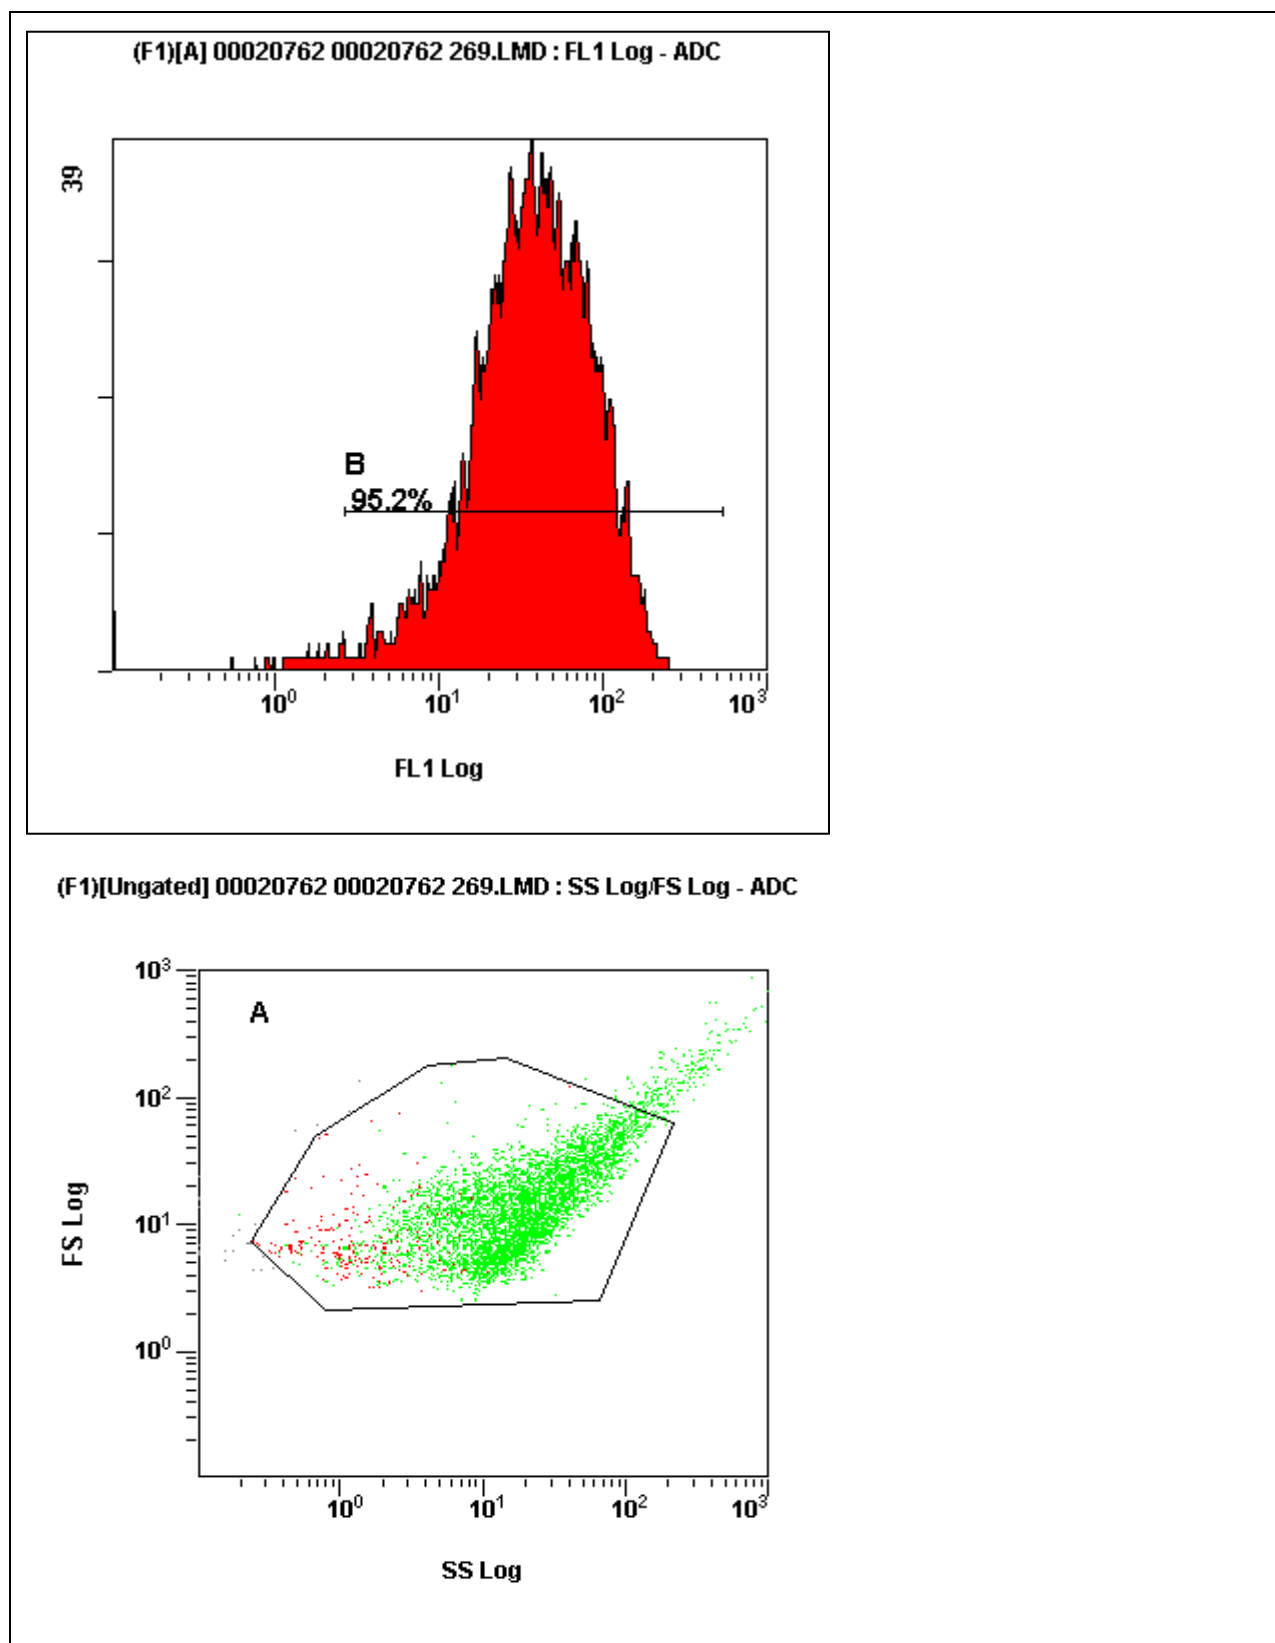 (F1)[A] 00020762 00020762 269.LMD : FL1 Log - ADC
39
B
95.2%
10⁰ 10¹ 10² 10³
FL1 Log
(F1)[Ungated] 00020762 00020762 269.LMD : SS Log/FS Log - ADC
10³
A
10²
10¹
FS Log
10⁰
10⁰ 10¹ 10² 10³
SS Log